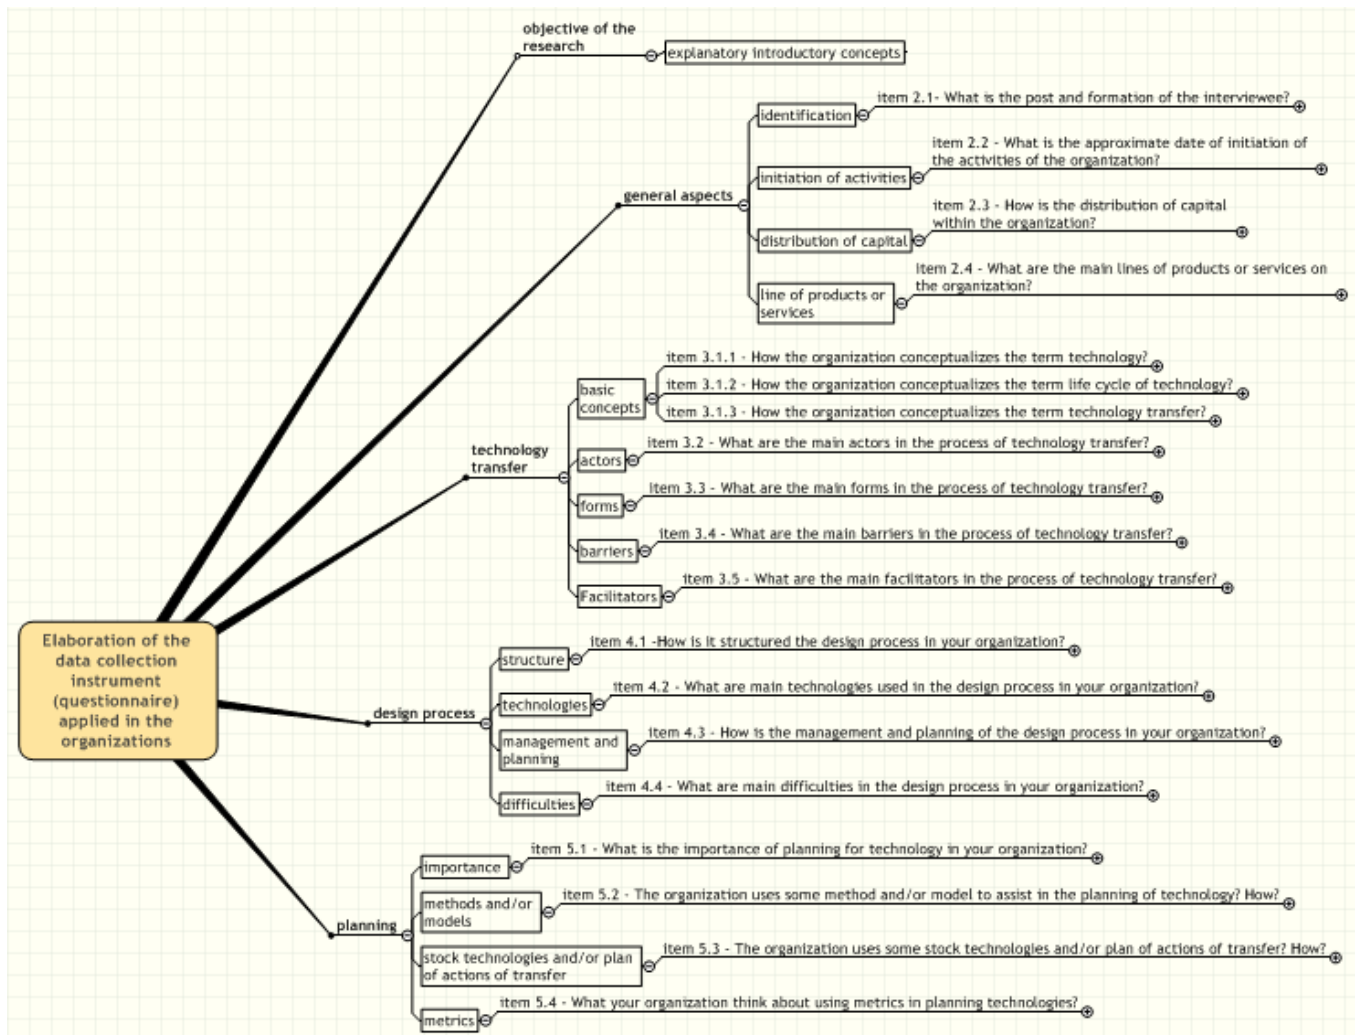 objective of the
research
explanatory introductory concepts
item 2.1- What is the post and formation of the interviewee?
identification
item 2.2 - What is the approximate date of initiation of
the activities of the organization?
initiation of activities
general aspects
item 2.3 - How is the distribution of capital
within the organization?
distribution of capital
item 2.4 - What are the main lines of products or services on
the organization?
line of products or
services
item 3.1.1 - How the organization conceptualizes the term technology?
basic
concepts
item 3.1.2 - How the organization conceptualizes the term life cycle of technology?
item 3.1.3 - How the organization conceptualizes the term technology transfer?
technology
transfer
item 3.2 - What are the main actors in the process of technology transfer?
actors
item 3.3 - What are the main forms in the process of technology transfer?
forms
item 3.4 - What are the main barriers in the process of technology transfer?
barriers
item 3.5 - What are the main facilitators in the process of technology transfer?
Facilitators
Elaboration of the
data collection
instrument
(questionnaire)
applied in the
organizations
item 4.1 -How is it structured the design process in your organization?
structure
item 4.2 - What are main technologies used in the design process in your organization?
technologies
design process
item 4.3 - How is the management and planning of the design process in your organization?
management and
planning
item 4.4 - What are main difficulties in the design process in your organization?
difficulties
item 5.1 - What is the importance of planning for technology in your organization?
importance
item 5.2 - The organization uses some method and/or model to assist in the planning of technology? How?
methods and/or
models
planning
item 5.3 - The organization uses some stock technologies and/or plan of actions of transfer? How?
stock technologies and/or plan
of actions of transfer
item 5.4 - What your organization think about using metrics in planning technologies?
metrics